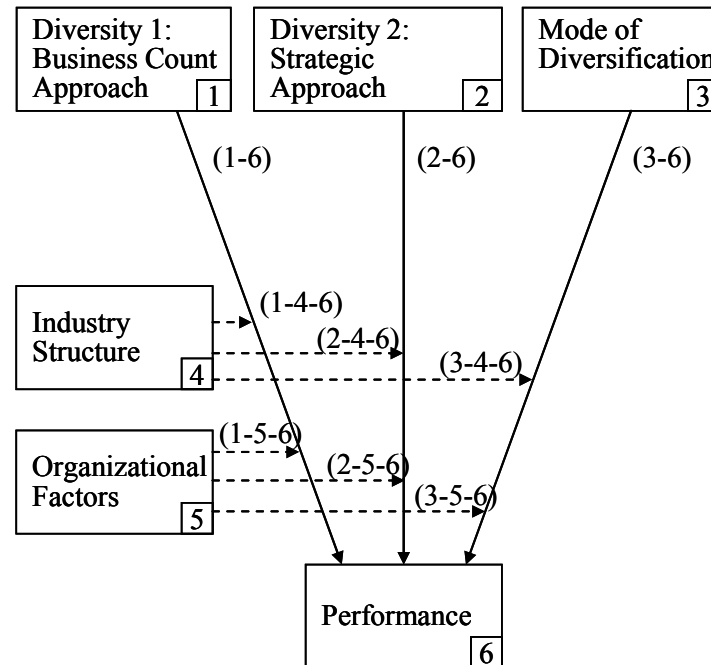 Diversity 1:
Business Count
Approach
1
Diversity 2:
Strategic
Approach
2
Mode of
Diversification
3
(1-6)
(2-6)
(3-6)
Industry
Structure
4
(1-4-6)
(2-4-6)
(3-4-6)
Organizational
Factors
5
(1-5-6)
(2-5-6)
(3-5-6)
Performance
6